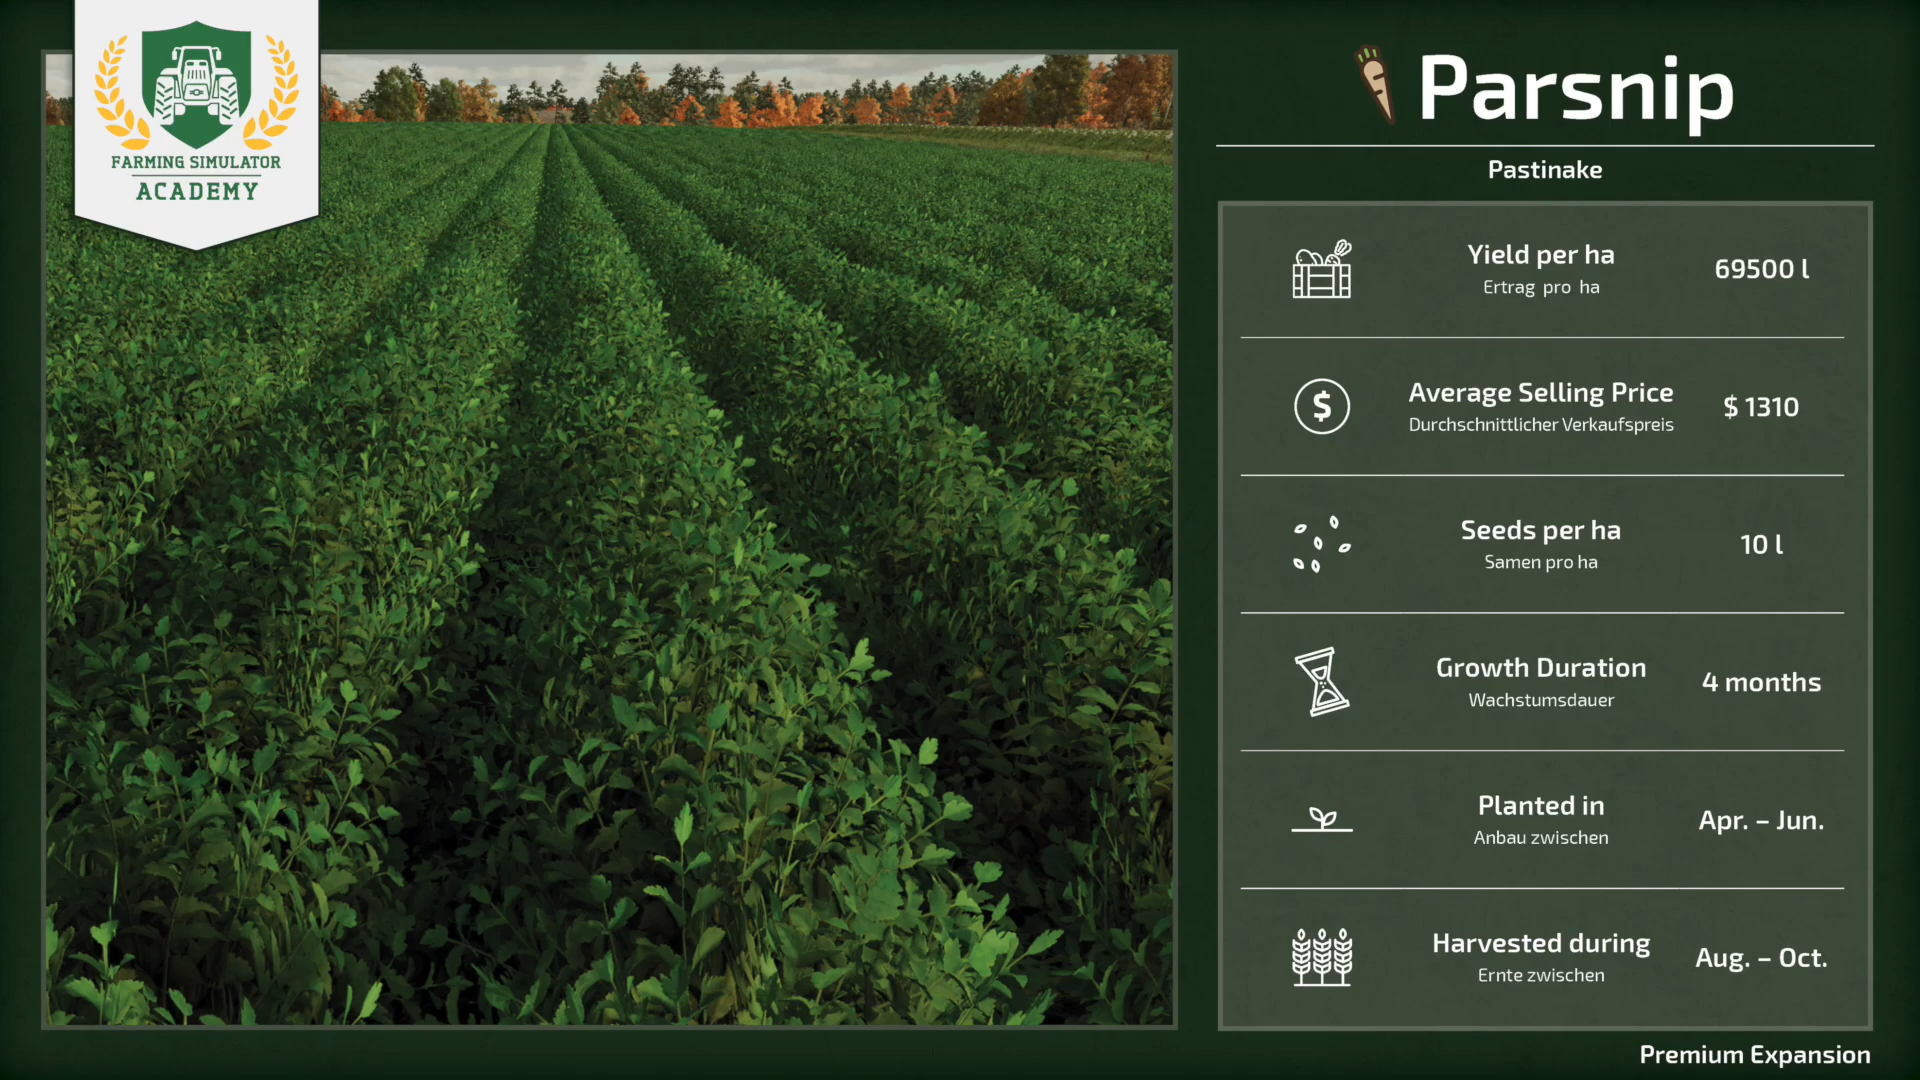 FARMING SIMULATOR
ACADEMY
Parsnip
Pastinake
Yield per ha
Ertrag pro ha
69500 l
$
Average Selling Price
Durchschnittlicher Verkaufspreis
$ 1310
Seeds per ha
Samen pro ha
10 l
Growth Duration
Wachstumsdauer
4 months
Planted in
Anbau zwischen
Apr. – Jun.
Harvested during
Ernte zwischen
Aug. – Oct.
Premium Expansion